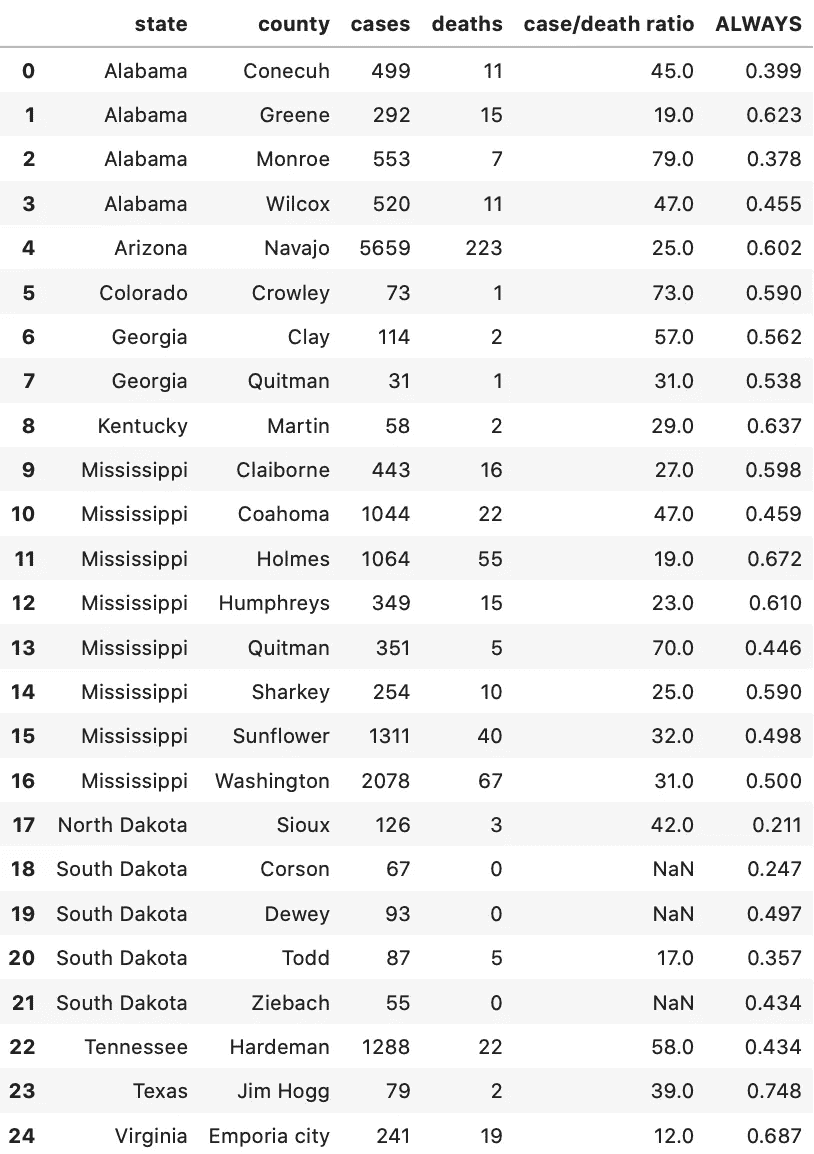 state county cases deaths case/death ratio ALWAYS
0 Alabama Conecuh 499 11 45.0 0.399
1 Alabama Greene 292 15 19.0 0.623
2 Alabama Monroe 553 7 79.0 0.378
3 Alabama Wilcox 520 11 47.0 0.455
4 Arizona Navajo 5659 223 25.0 0.602
5 Colorado Crowley 73 1 73.0 0.590
6 Georgia Clay 114 2 57.0 0.562
7 Georgia Quitman 31 1 31.0 0.538
8 Kentucky Martin 58 2 29.0 0.637
9 Mississippi Claiborne 443 16 27.0 0.598
10 Mississippi Coahoma 1044 22 47.0 0.459
11 Mississippi Holmes 1064 55 19.0 0.672
12 Mississippi Humphreys 349 15 23.0 0.610
13 Mississippi Quitman 351 5 70.0 0.446
14 Mississippi Sharkey 254 10 25.0 0.590
15 Mississippi Sunflower 1311 40 32.0 0.498
16 Mississippi Washington 2078 67 31.0 0.500
17 North Dakota Sioux 126 3 42.0 0.211
18 South Dakota Corson 67 0 NaN 0.247
19 South Dakota Dewey 93 0 NaN 0.497
20 South Dakota Todd 87 5 17.0 0.357
21 South Dakota Ziebach 55 0 NaN 0.434
22 Tennessee Hardeman 1288 22 58.0 0.434
23 Texas Jim Hogg 79 2 39.0 0.748
24 Virginia Emporia city 241 19 12.0 0.687